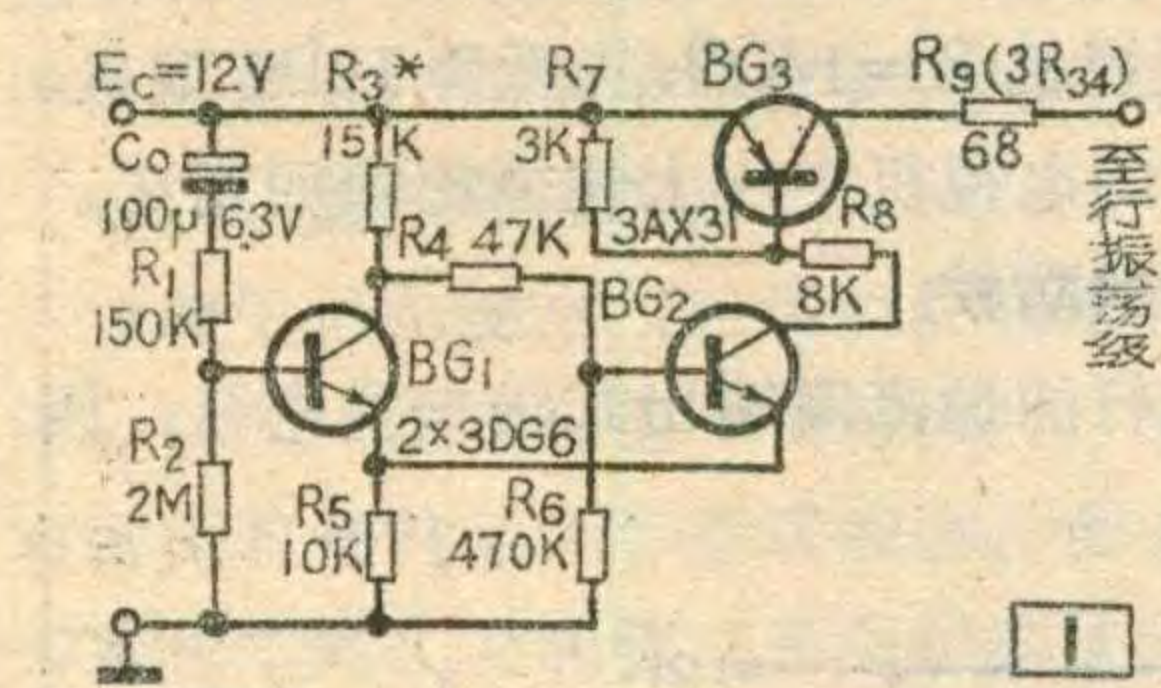 EC=12V
R3*
R7
BG3
R9(3R34)
C0
15K
3K
68
100μ
6.3V
R4 47K
3AX31
R8
R1
150K
BG2
8K
至行振荡级
BG1
R2
2M
2×3DG6
R5
10K
R6
470K
1